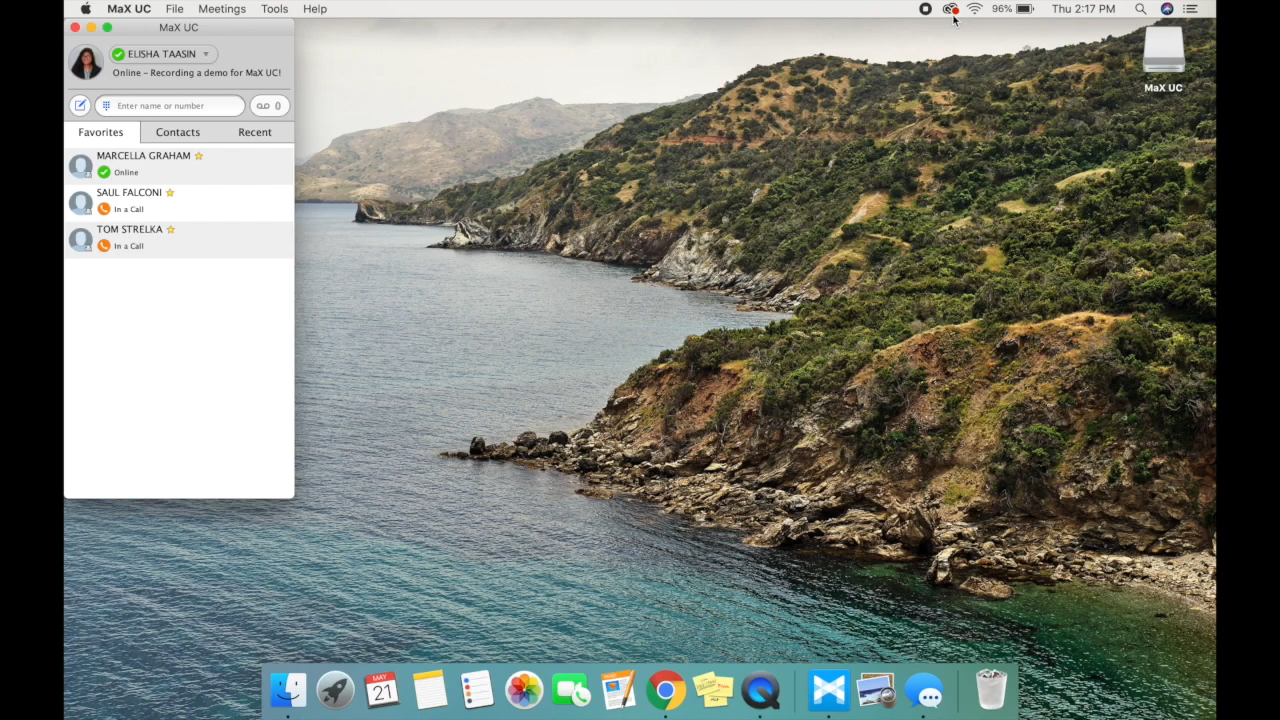 MaX UC File Meetings Tools Help 96% Thu 2:17 PM
MaX UC
ELISHA TAASIN
Online – Recording a demo for MaX UC!
Enter name or number 0
Favorites Contacts Recent
MARCELLA GRAHAM
Online
SAUL FALCONI
In a Call
TOM STRELKA
In a Call
MaX UC
MAY
21